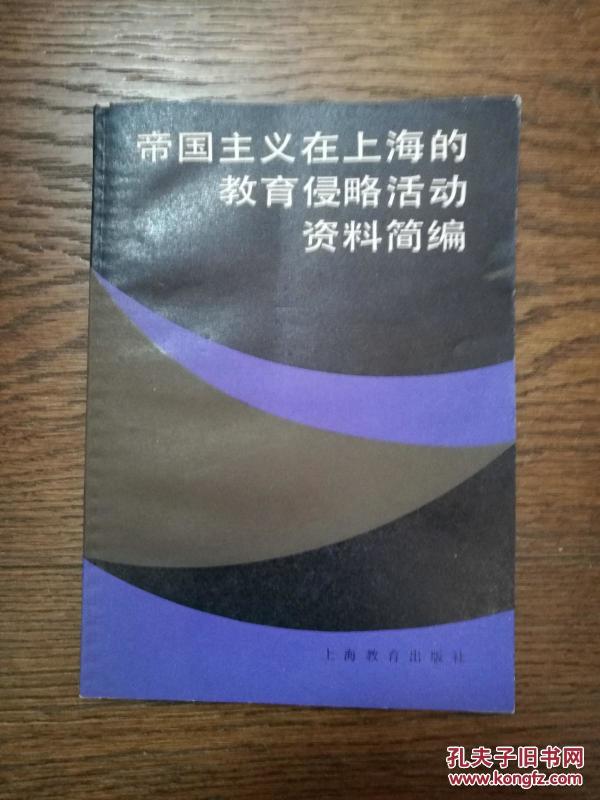 帝国主义在上海的
教育侵略活动
资料简编
上海教育出版社
孔夫子旧书网
www.kongfz.com